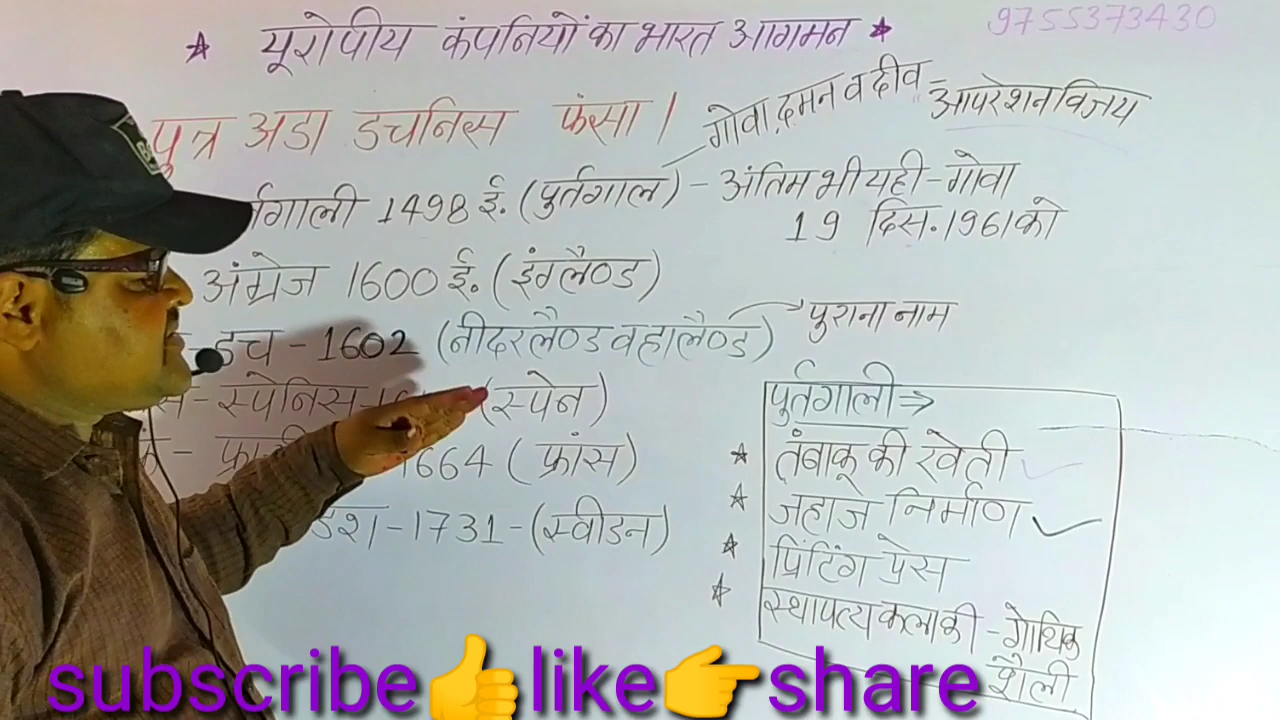 ★ यूरोपीय कंपनियों का भारत आगमन ★
9755373430
पुत्र अडा डचनिस फंसा।
गोवा, दमन व दीव = आपरेशन विजय
र्तगाली 1498 ई. (पुर्तगाल) - अंतिम भी यही - गोवा
19 दिस. 1961 को
अंग्रेज 1600 ई. (इंग्लैण्ड)
डच - 1602 (नीदरलैण्ड व हालैण्ड) → पुराना नाम
स - स्पेनिस - (स्पेन)
1664 (फ्रांस)
डिश - 1731 - (स्वीडन)
पुर्तगाली ⇒
★ तंबाकू की खेती ✓
★ जहाज निर्माण ✓
★ प्रिंटिंग प्रेस
★ स्थापत्य कला की - गोथिक
शैली
subscribe👍like👉share